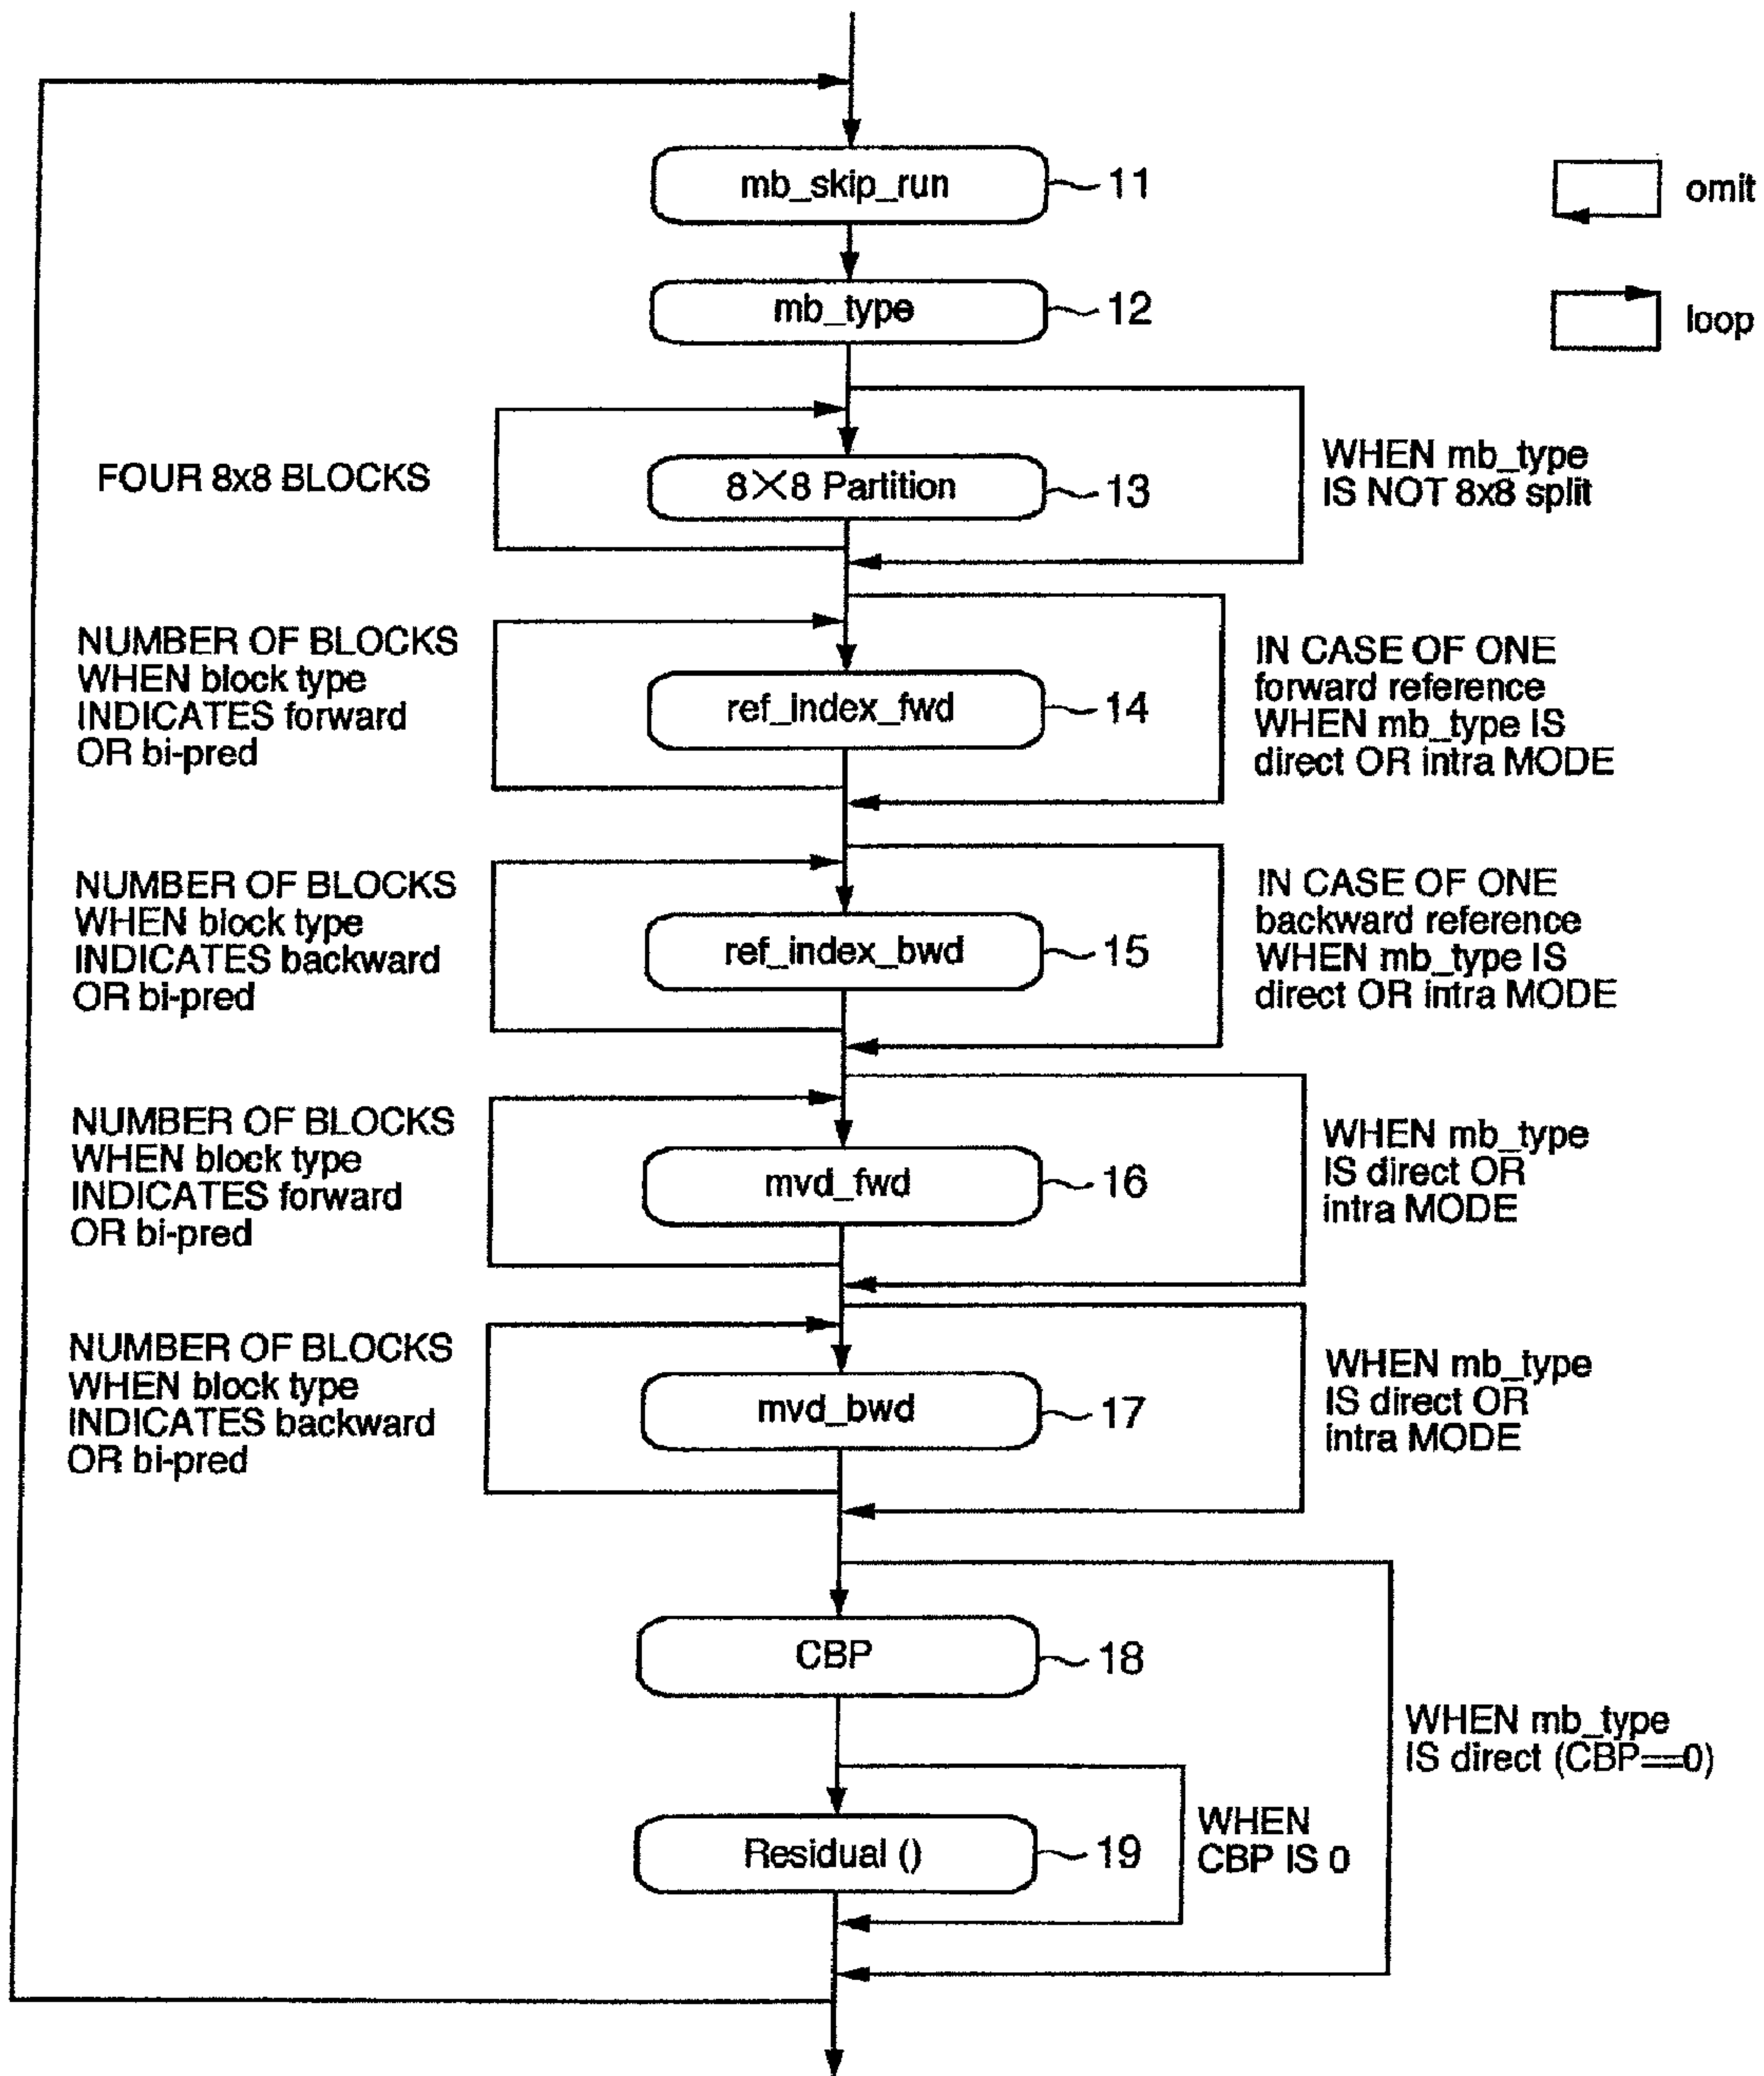 mb_skip_run
11
omit
mb_type
12
loop
FOUR 8x8 BLOCKS
8×8 Partition
13
WHEN mb_type
IS NOT 8x8 split
NUMBER OF BLOCKS
WHEN block type
INDICATES forward
OR bi-pred
ref_index_fwd
14
IN CASE OF ONE
forward reference
WHEN mb_type IS
direct OR intra MODE
NUMBER OF BLOCKS
WHEN block type
INDICATES backward
OR bi-pred
ref_index_bwd
15
IN CASE OF ONE
backward reference
WHEN mb_type IS
direct OR intra MODE
NUMBER OF BLOCKS
WHEN block type
INDICATES forward
OR bi-pred
mvd_fwd
16
WHEN mb_type
IS direct OR
intra MODE
NUMBER OF BLOCKS
WHEN block type
INDICATES backward
OR bi-pred
mvd_bwd
17
WHEN mb_type
IS direct OR
intra MODE
CBP
18
WHEN mb_type
IS direct (CBP==0)
Residual ()
19
WHEN
CBP IS 0